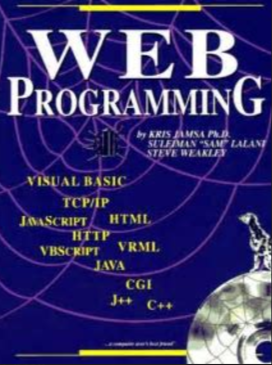 WEB
PROGRAMMING
by KRIS JAMSA Ph.D.
SULEIMAN "SAM" LALANI
STEVE WEAKLEY
VISUAL BASIC
TCP/IP
JAVASCRIPT HTML
HTTP
VBSCRIPT VRML
JAVA
CGI
J++ C++
...a computer user's best friend"